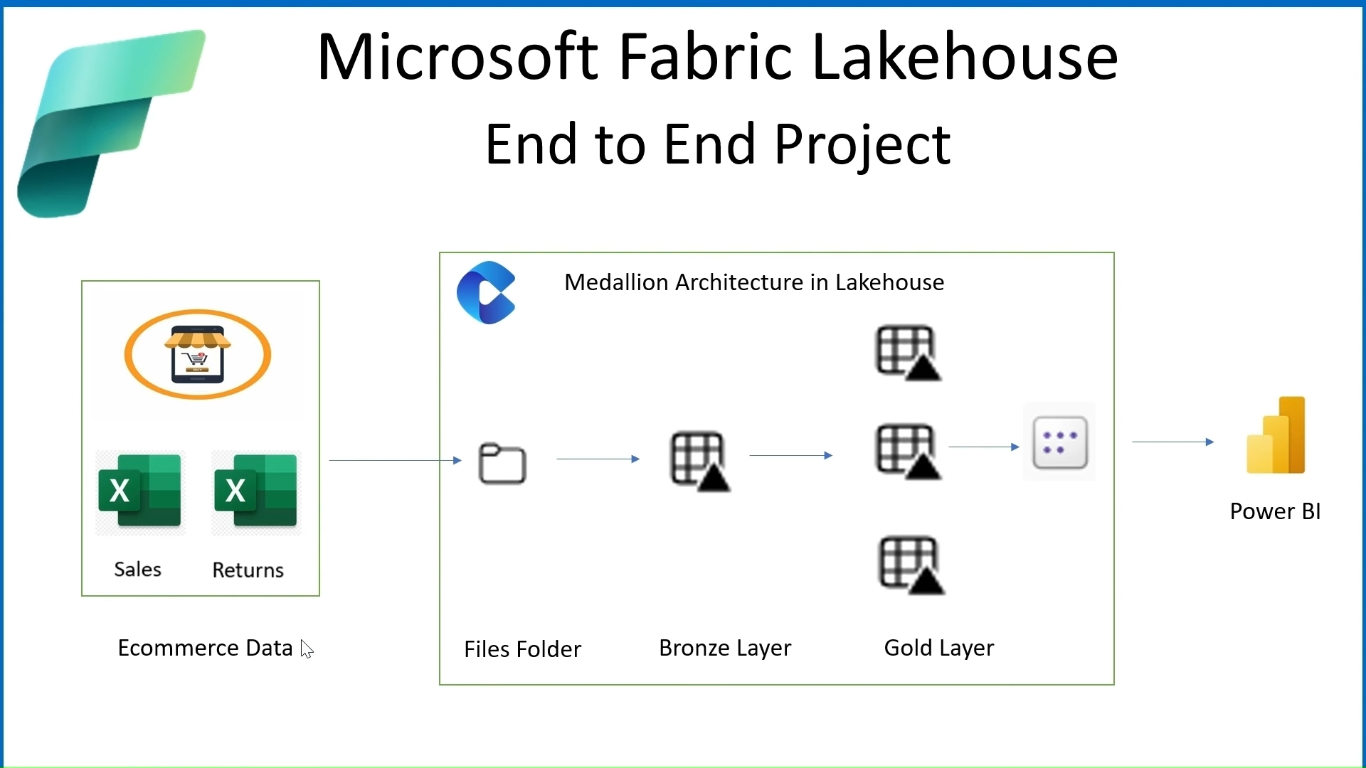 Microsoft Fabric Lakehouse
End to End Project
Medallion Architecture in Lakehouse
X
X
Sales
Returns
Ecommerce Data
Files Folder
Bronze Layer
Gold Layer
Power BI